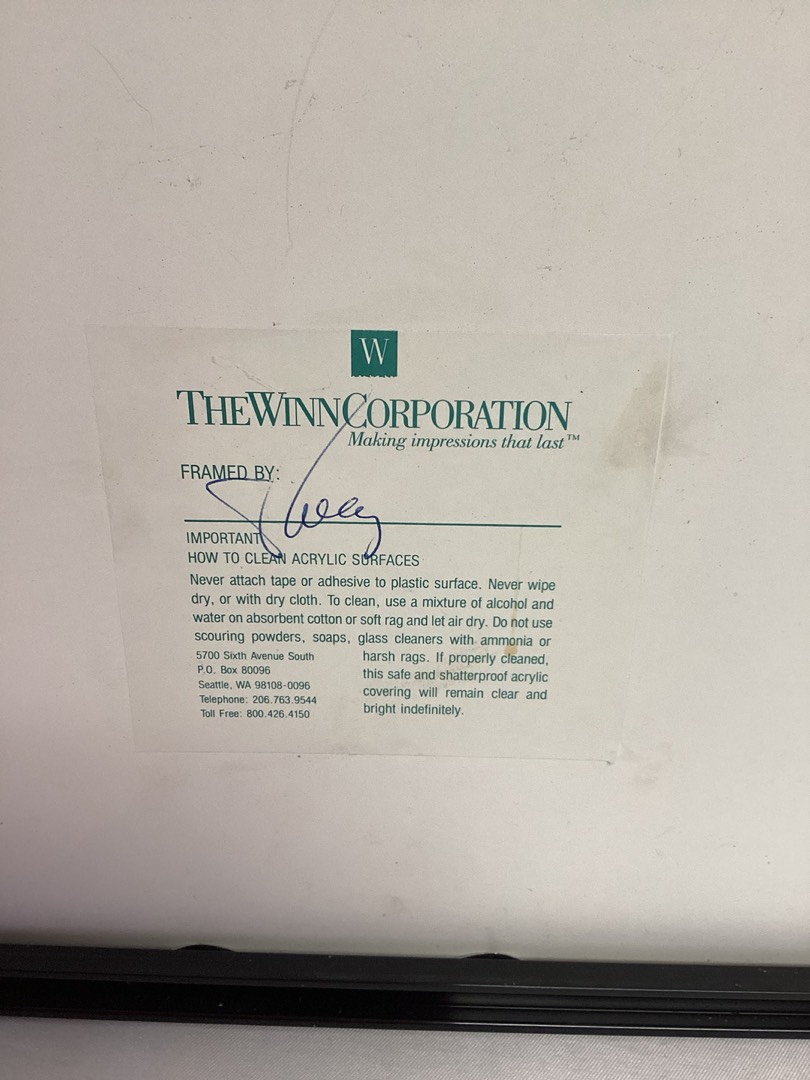 W
THE WINN CORPORATION
Making impressions that last™
FRAMED BY:
IMPORTANT
HOW TO CLEAN ACRYLIC SURFACES
Never attach tape or adhesive to plastic surface. Never wipe
dry, or with dry cloth. To clean, use a mixture of alcohol and
water on absorbent cotton or soft rag and let air dry. Do not use
scouring powders, soaps, glass cleaners with ammonia or
harsh rags. If properly cleaned,
this safe and shatterproof acrylic
covering will remain clear and
bright indefinitely.
5700 Sixth Avenue South
P.O. Box 80096
Seattle, WA 98108-0096
Telephone: 206.763.9544
Toll Free: 800.426.4150